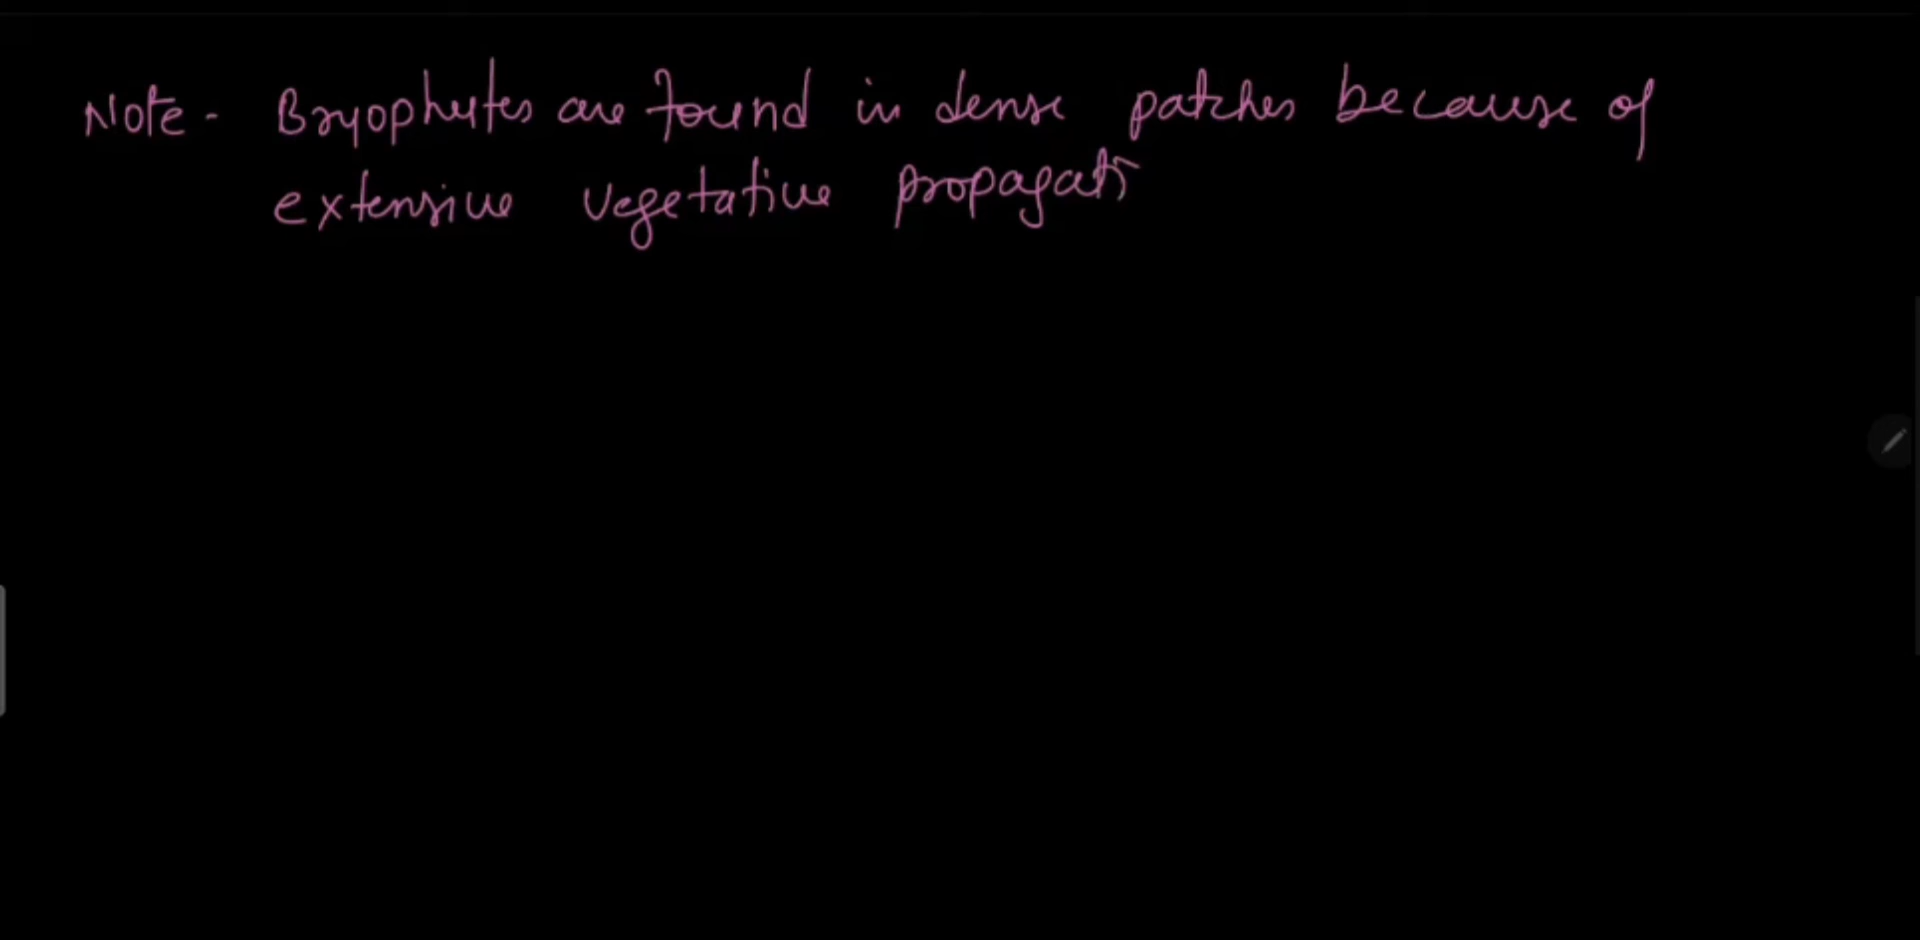 Note - Bryophytes are found in dense patches because of
extensive vegetative propagati